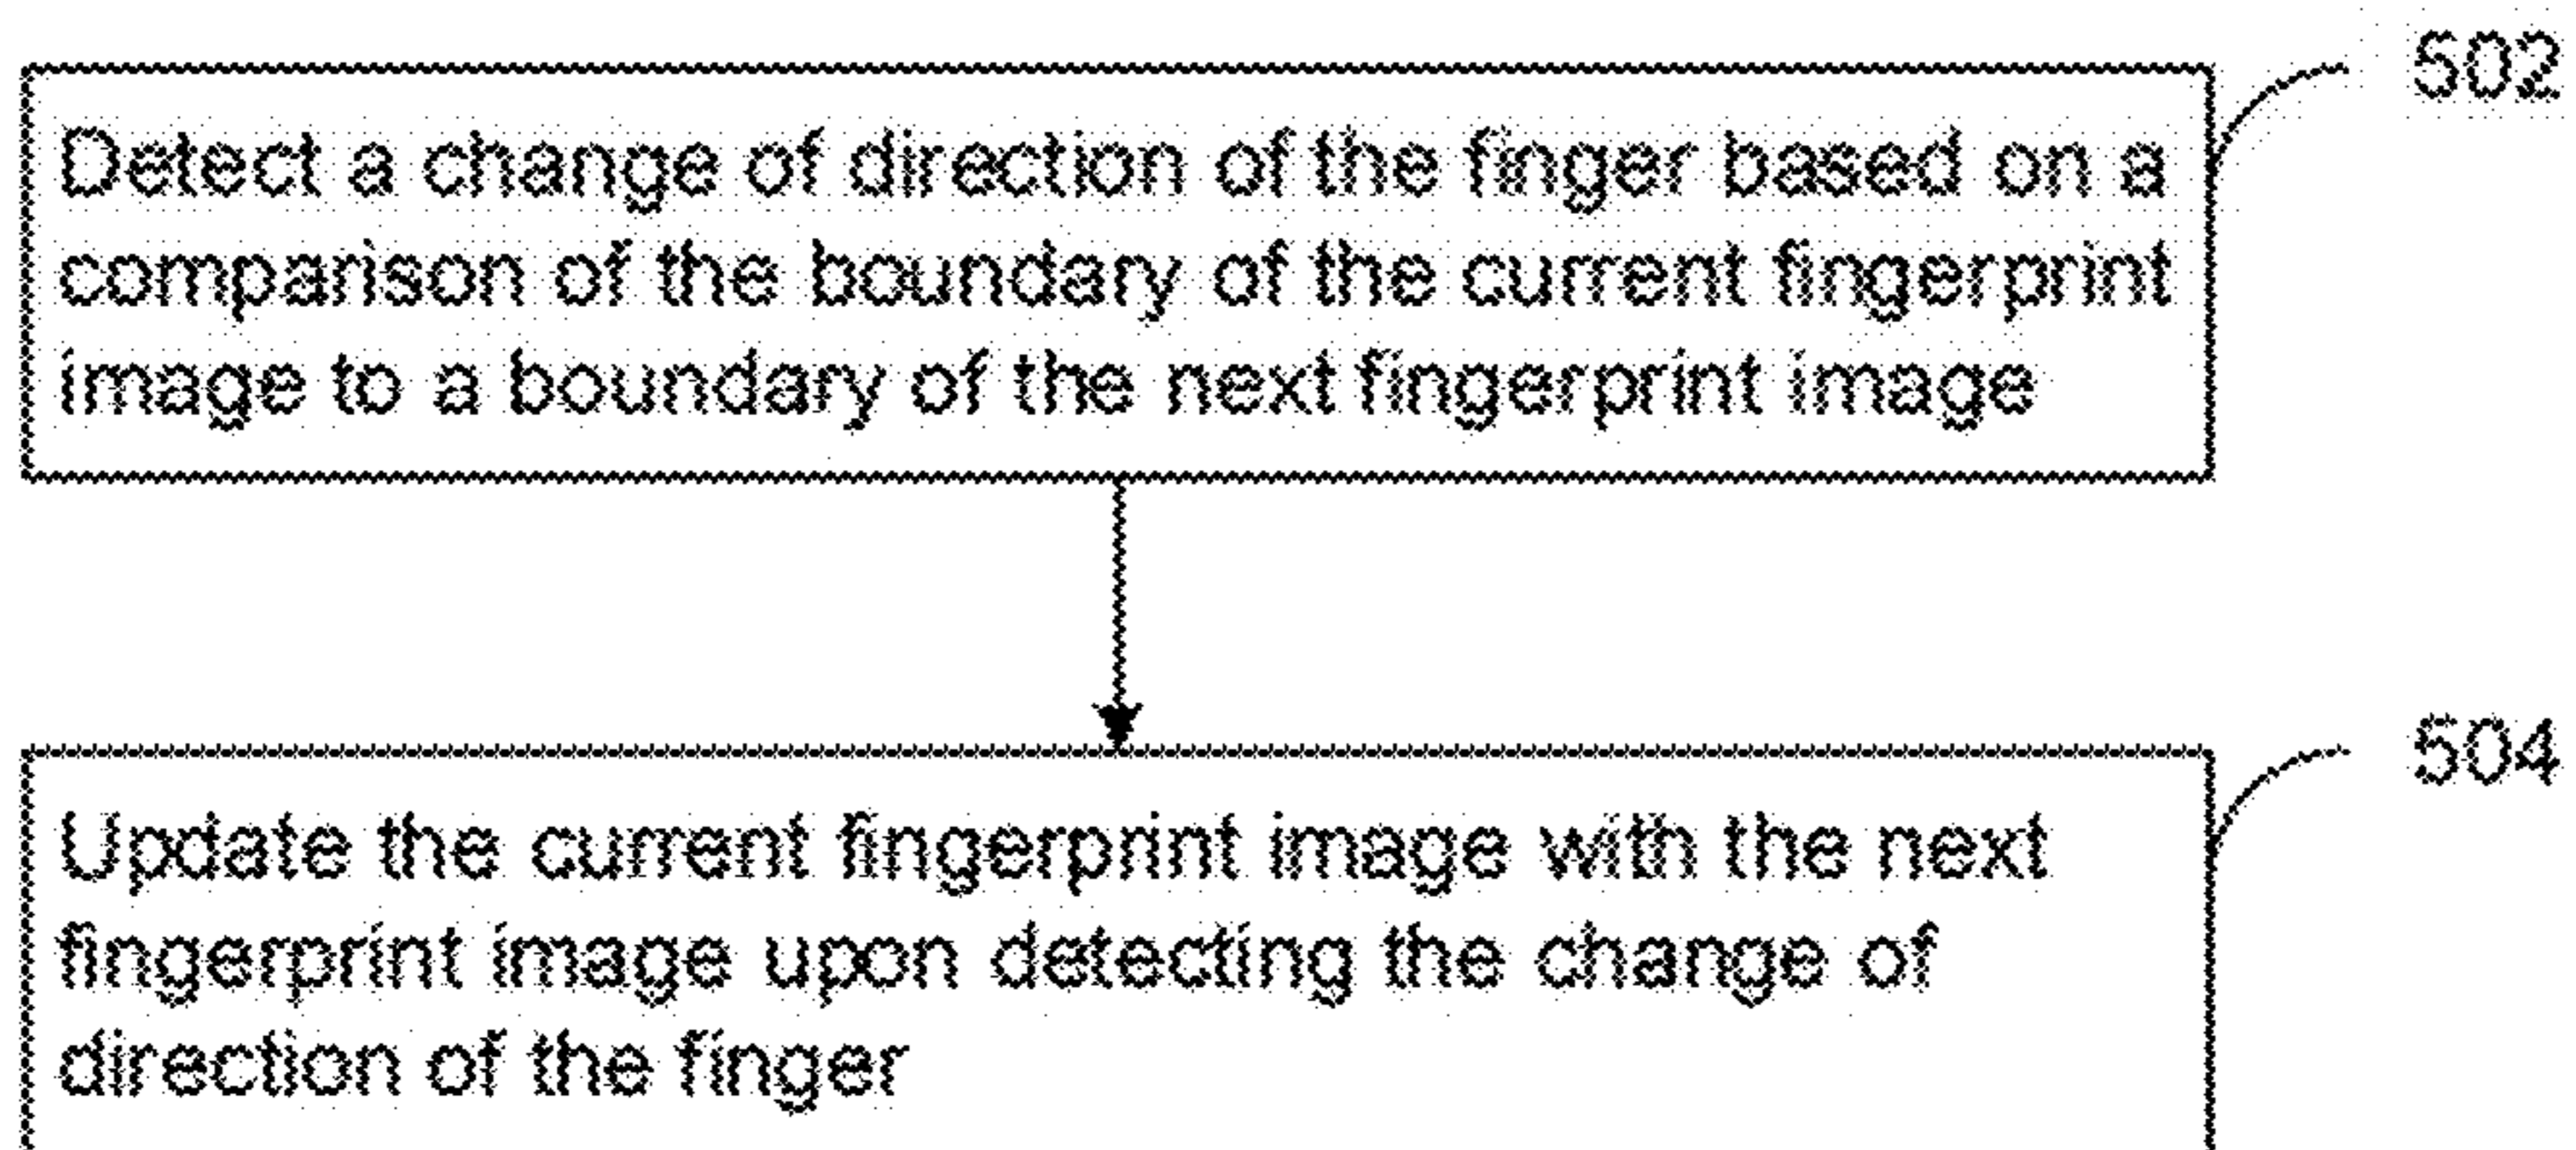 502
Detect a change of direction of the finger based on a
comparison of the boundary of the current fingerprint
image to a boundary of the next fingerprint image
504
Update the current fingerprint image with the next
fingerprint image upon detecting the change of
direction of the finger